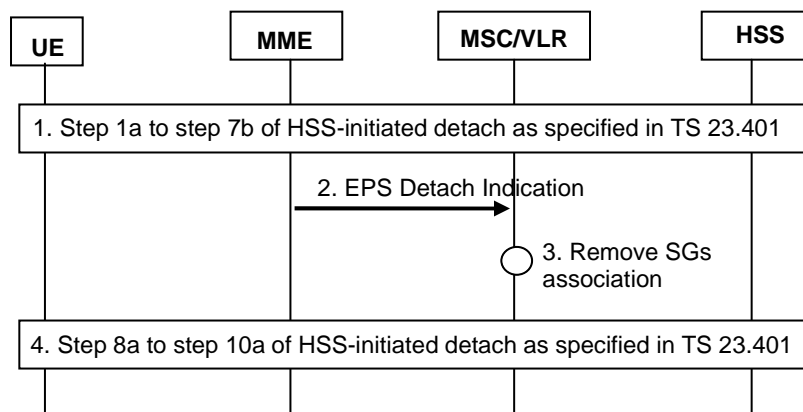 UE
MME
MSC/VLR
HSS
1. Step 1a to step 7b of HSS-initiated detach as specified in TS 23.401
2. EPS Detach Indication
3. Remove SGs
association
4. Step 8a to step 10a of HSS-initiated detach as specified in TS 23.401